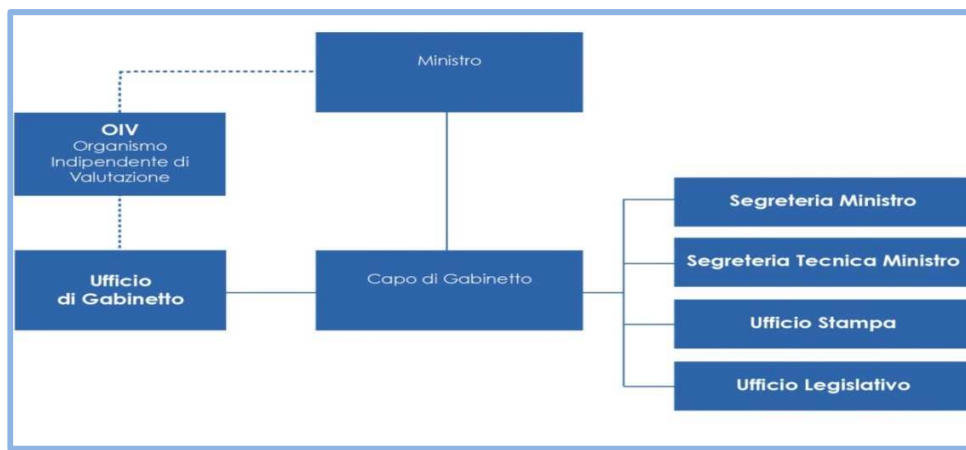 Ministro
OIV
Organismo
Indipendente di
Valutazione
Segreteria Ministro
Segreteria Tecnica Ministro
Ufficio
di Gabinetto
Capo di Gabinetto
Ufficio Stampa
Ufficio Legislativo